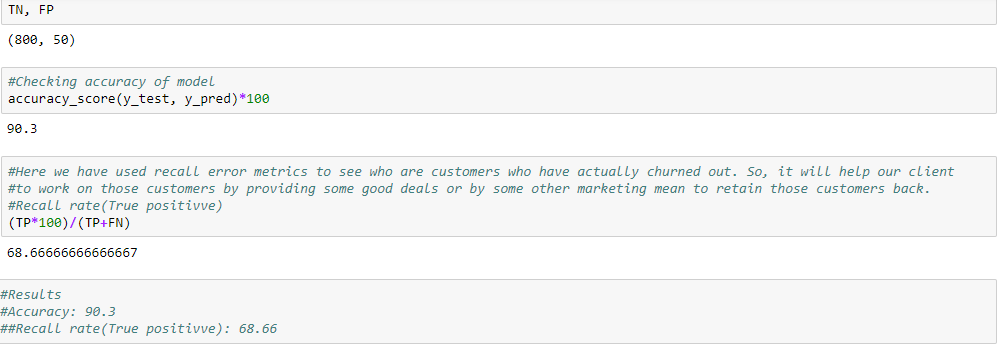 TN, FP
(800, 50)
#Checking accuracy of model
accuracy_score(y_test, y_pred)*100
90.3
#Here we have used recall error metrics to see who are customers who have actually churned out. So, it will help our client
#to work on those customers by providing some good deals or by some other marketing mean to retain those customers back.
#Recall rate(True positivve)
(TP*100)/(TP+FN)
68.66666666666667
#Results
#Accuracy: 90.3
##Recall rate(True positivve): 68.66